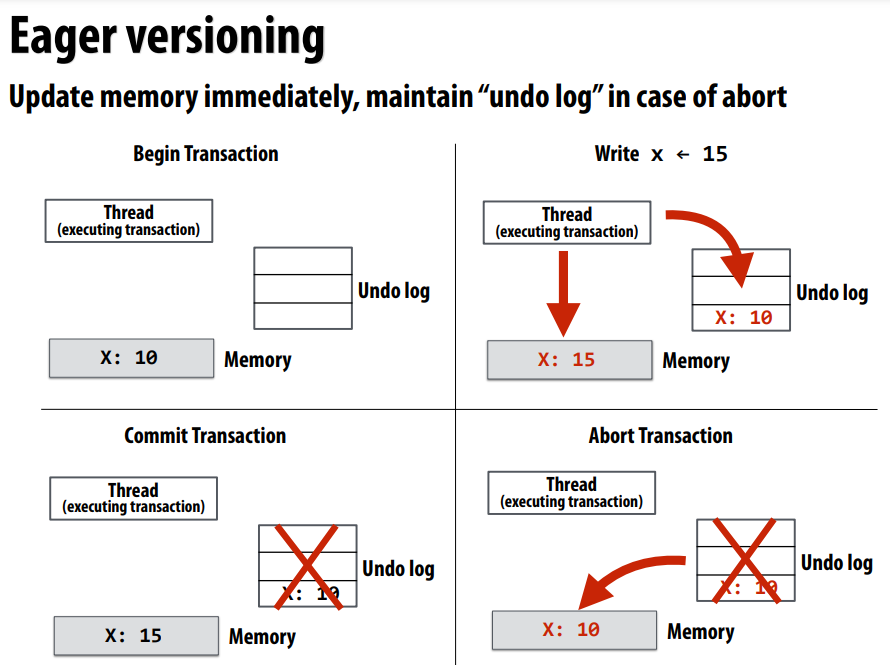 Eager versioning
Update memory immediately, maintain “undo log” in case of abort
Begin Transaction
Thread
(executing transaction)
Undo log
X: 10
Memory
Write x ← 15
Thread
(executing transaction)
Undo log
X: 10
X: 15
Memory
Commit Transaction
Thread
(executing transaction)
Undo log
X: 10
X: 15
Memory
Abort Transaction
Thread
(executing transaction)
Undo log
X: 10
X: 10
Memory